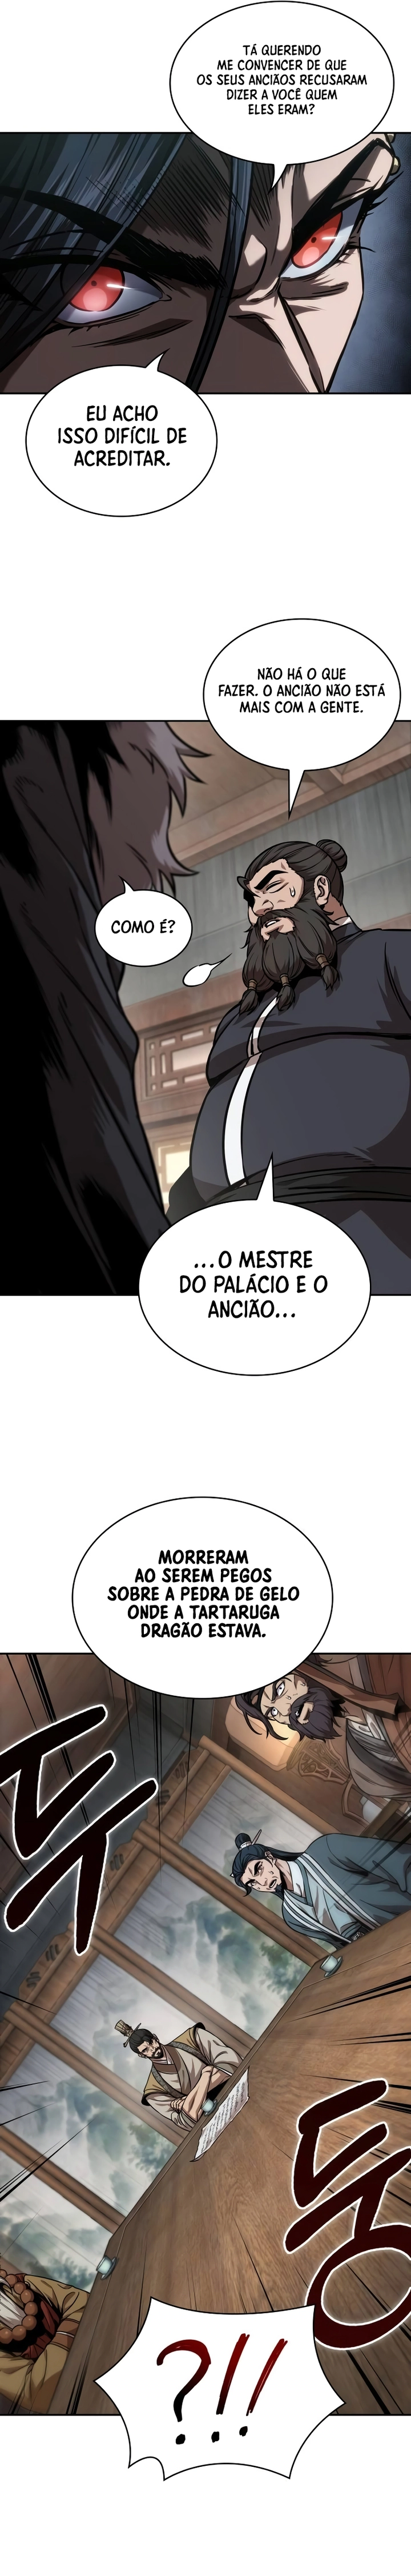 TÁ QUERENDO
ME CONVENCER DE QUE
OS SEUS ANCIÃOS RECUSARAM
DIZER A VOCÊ QUEM
ELES ERAM?
EU ACHO
ISSO DIFÍCIL DE
ACREDITAR.
NÃO HÁ O QUE
FAZER. O ANCIÃO NÃO ESTÁ
MAIS COM A GENTE.
COMO É?
...O MESTRE
DO PALÁCIO E O
ANCIÃO...
MORRERAM
AO SEREM PEGOS
SOBRE A PEDRA DE GELO
ONDE A TARTARUGA
DRAGÃO ESTAVA.
두
둥
?!!